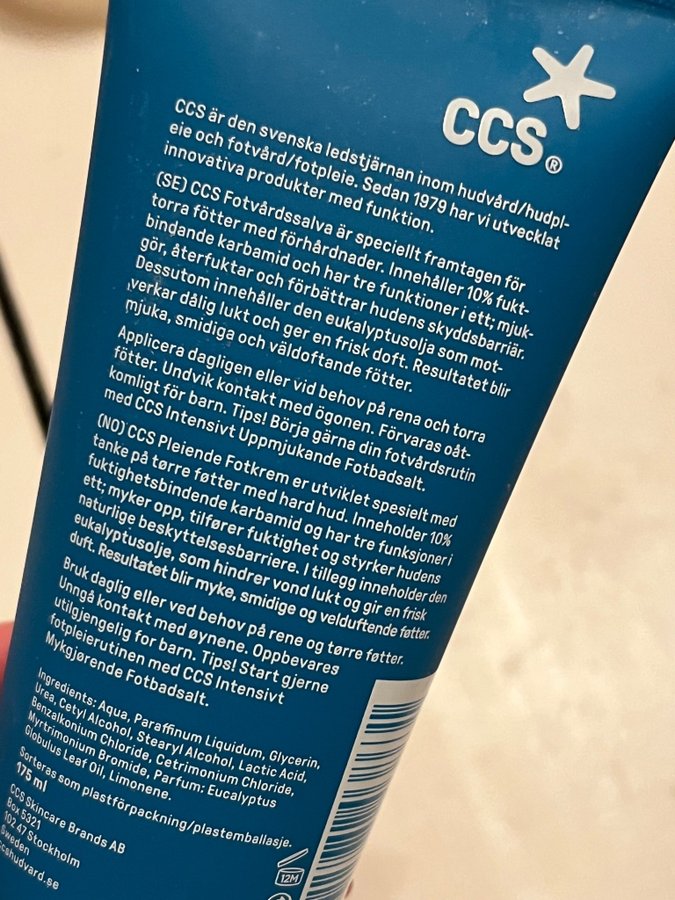 CCS®
CCS är den svenska ledstjärnan inom hudvård/hudpl-
eie och fotvård/fotpleie. Sedan 1979 har vi utvecklat
innovativa produkter med funktion.
(SE) CCS Fotvårdssalva är speciellt framtagen för
torra fötter med förhårdnader. Innehåller 10% fukt-
bindande karbamid och har tre funktioner i ett; mjuk-
gör, återfuktar och förbättrar hudens skyddsbarriär.
Dessutom innehåller den eukalyptusolja som mot-
verkar dålig lukt och ger en frisk doft. Resultatet blir
mjuka, smidiga och väldoftande fötter.
Applicera dagligen eller vid behov på rena och torra
fötter. Undvik kontakt med ögonen. Förvaras oåt-
komligt för barn. Tips! Börja gärna din fotvårdsrutin
med CCS Intensivt Uppmjukande Fotbadsalt.
(NO) CCS Pleiende Fotkrem er utviklet spesielt med
tanke på tørre føtter med hard hud. Inneholder 10%
fuktighetsbindende karbamid og har tre funksjoner i
ett; myker opp, tilfører fuktighet og styrker hudens
naturlige beskyttelsesbarriere. I tillegg inneholder den
eukalyptusolje, som hindrer vond lukt og gir en frisk
duft. Resultatet blir myke, smidige og velduftende føtter.
Bruk daglig eller ved behov på rene og tørre føtter.
Unngå kontakt med øynene. Oppbevares
utilgjengelig for barn. Tips! Start gjerne
fotpleierutinen med CCS Intensivt
Mykgjørende Fotbadsalt.
Ingredients: Aqua, Paraffinum Liquidum, Glycerin,
Urea, Cetyl Alcohol, Stearyl Alcohol, Lactic Acid,
Benzalkonium Chloride, Cetrimonium Chloride,
Myrtrimonium Bromide, Parfum: Eucalyptus
Globulus Leaf Oil, Limonene.
Sorteras som plastförpackning/plastemballasje.
175 ml
CCS Skincare Brands AB
Box 5321
102 47 Stockholm
Sweden
ccshudvard.se
12M